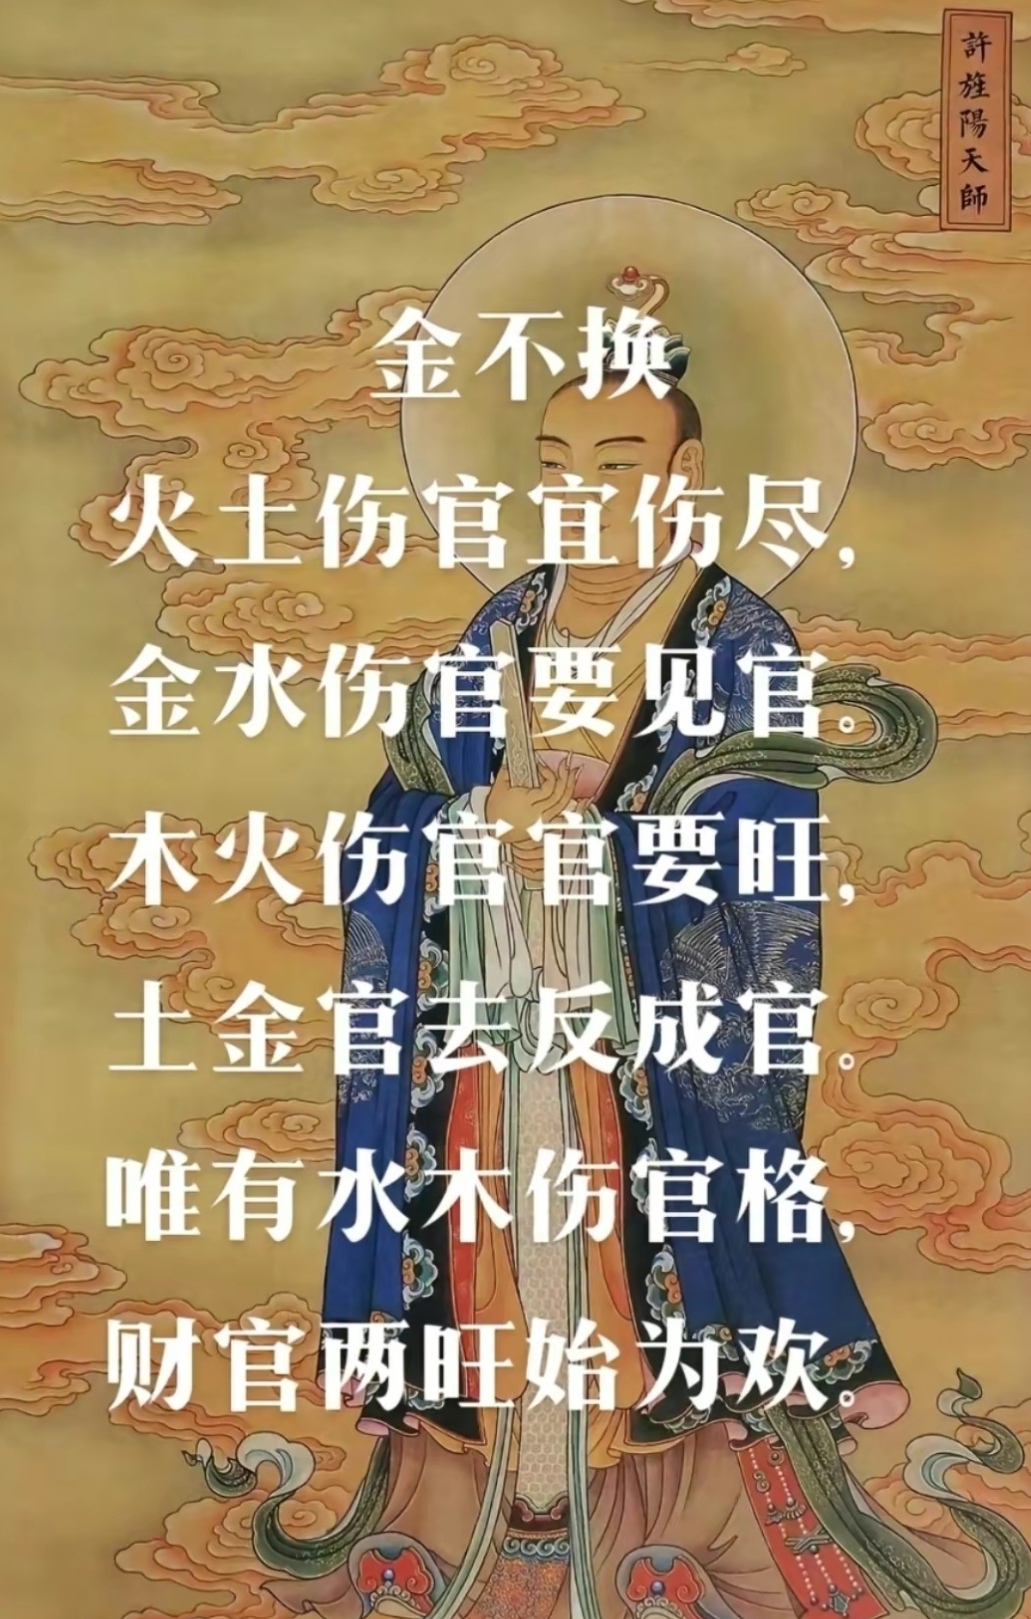 許旌陽天師
金不换
火土伤官宜伤尽,
金水伤官要见官。
木火伤官官要旺,
土金官去反成官。
唯有水木伤官格,
财官两旺始为欢。